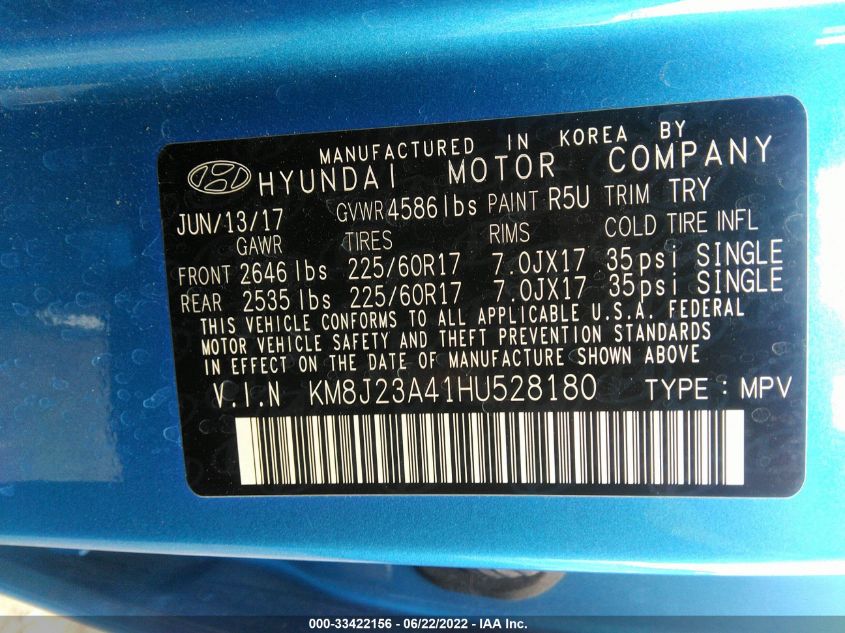 MANUFACTURED IN KOREA BY
HYUNDAI MOTOR COMPANY
JUN/13/17 GVWR 4586 lbs PAINT R5U TRIM TRY
GAWR TIRES RIMS COLD TIRE INFL
FRONT 2646 lbs 225/60R17 7.0JX17 35psi SINGLE
REAR 2535 lbs 225/60R17 7.0JX17 35psi SINGLE
THIS VEHICLE CONFORMS TO ALL APPLICABLE U.S.A. FEDERAL
MOTOR VEHICLE SAFETY AND THEFT PREVENTION STANDARDS
IN EFFECT ON THE DATE OF MANUFACTURE SHOWN ABOVE
V.I.N KM8J23A41HU528180 TYPE : MPV
000-33422156 - 06/22/2022 - IAA Inc.